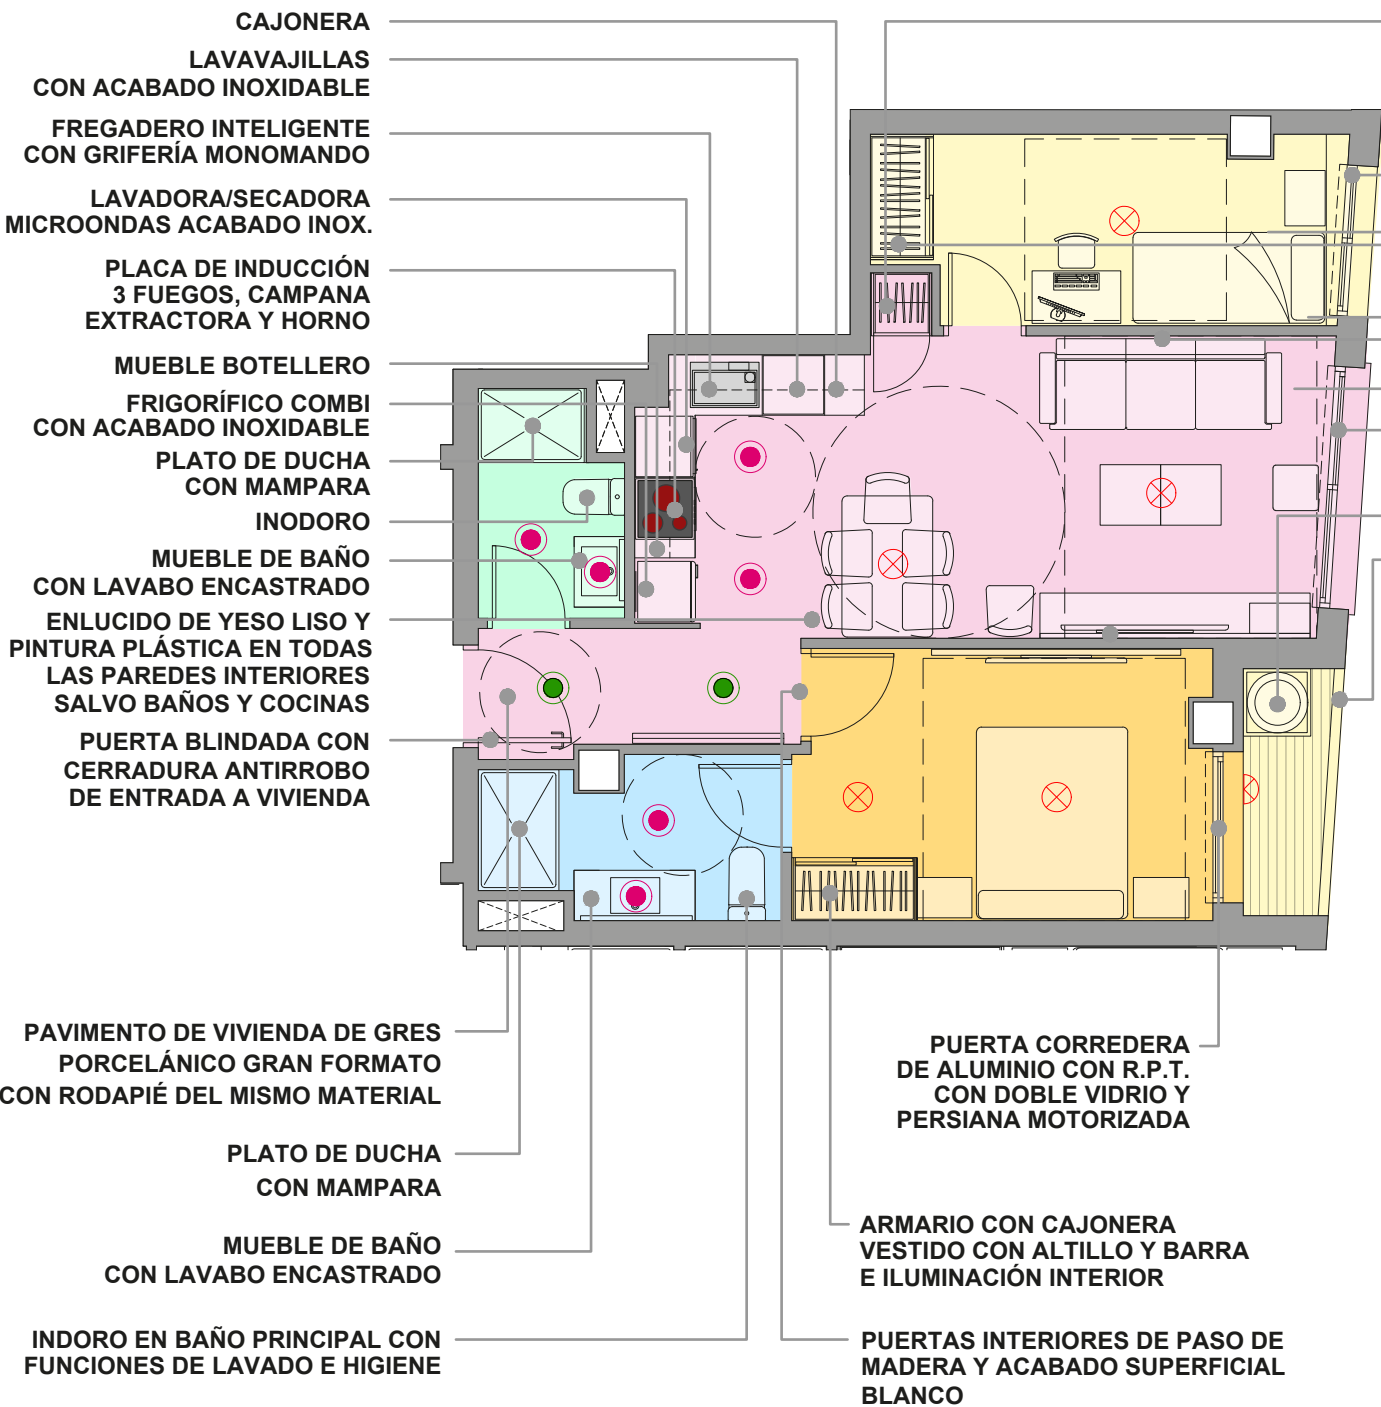 CAJONERA
LAVAVAJILLAS
CON ACABADO INOXIDABLE
FREGADERO INTELIGENTE
CON GRIFERÍA MONOMANDO
LAVADORA/SECADORA
MICROONDAS ACABADO INOX.
PLACA DE INDUCCIÓN
3 FUEGOS, CAMPANA
EXTRACTORA Y HORNO
MUEBLE BOTELLERO
FRIGORÍFICO COMBI
CON ACABADO INOXIDABLE
PLATO DE DUCHA
CON MAMPARA
INODORO
MUEBLE DE BAÑO
CON LAVABO ENCASTRADO
ENLUCIDO DE YESO LISO Y
PINTURA PLÁSTICA EN TODAS
LAS PAREDES INTERIORES
SALVO BAÑOS Y COCINAS
PUERTA BLINDADA CON
CERRADURA ANTIRROBO
DE ENTRADA A VIVIENDA
PAVIMENTO DE VIVIENDA DE GRES
PORCELÁNICO GRAN FORMATO
CON RODAPIÉ DEL MISMO MATERIAL
PLATO DE DUCHA
CON MAMPARA
MUEBLE DE BAÑO
CON LAVABO ENCASTRADO
INDORO EN BAÑO PRINCIPAL CON
FUNCIONES DE LAVADO E HIGIENE
PUERTA CORREDERA
DE ALUMINIO CON R.P.T.
CON DOBLE VIDRIO Y
PERSIANA MOTORIZADA
ARMARIO CON CAJONERA
VESTIDO CON ALTILLO Y BARRA
E ILUMINACIÓN INTERIOR
PUERTAS INTERIORES DE PASO DE
MADERA Y ACABADO SUPERFICIAL
BLANCO